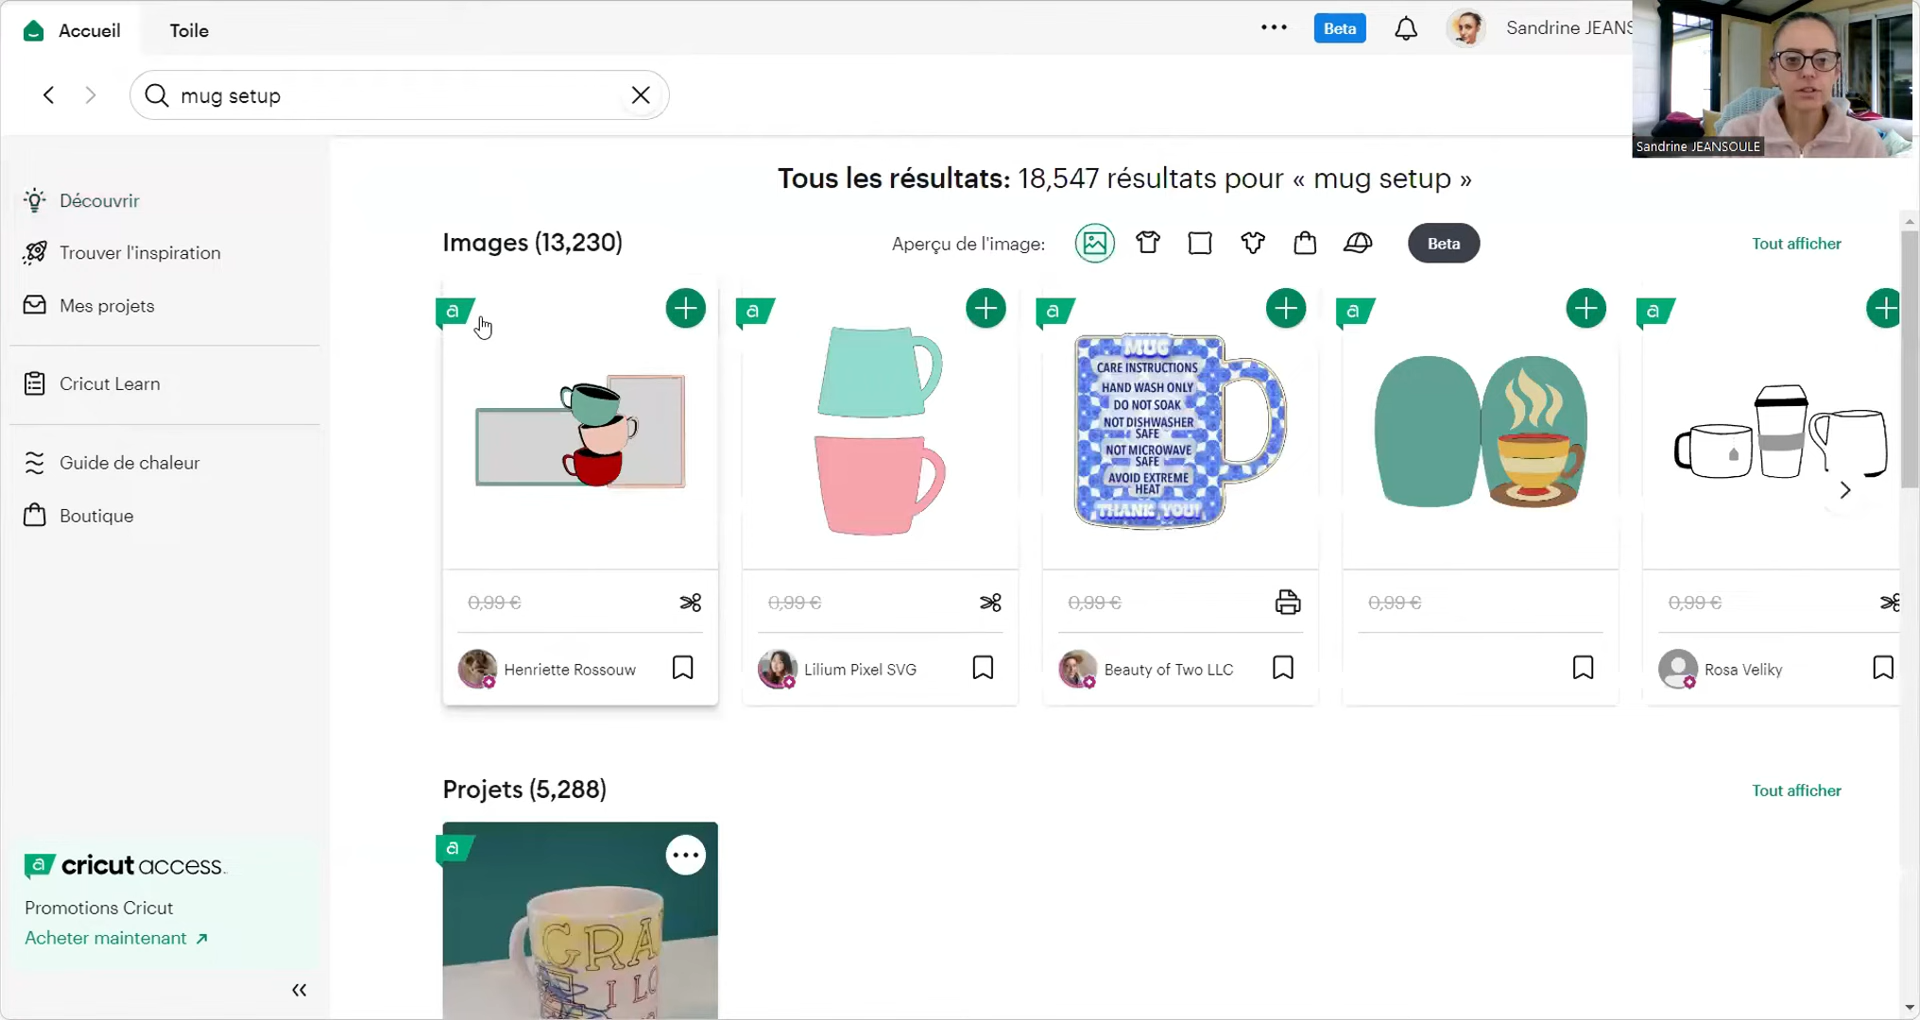 Accueil
Toile
Beta
Sandrine JEANS
mug setup
Sandrine JEANSOULE
Découvrir
Trouver l'inspiration
Mes projets
Cricut Learn
Guide de chaleur
Boutique
Tous les résultats: 18,547 résultats pour « mug setup »
Images (13,230)
Aperçu de l'image:
Beta
Tout afficher
a
a
a
a
a
MUG
CARE INSTRUCTIONS
HAND WASH ONLY
DO NOT SOAK
NOT DISHWASHER
SAFE
NOT MICROWAVE
SAFE
AVOID EXTREME
HEAT
THANK YOU!
0,99 €
0,99 €
0,99 €
0,99 €
0,99 €
Henriette Rossouw
Lilium Pixel SVG
Beauty of Two LLC
Rosa Veliky
Projets (5,288)
Tout afficher
a
GRA
I LO
a cricut access
Promotions Cricut
Acheter maintenant